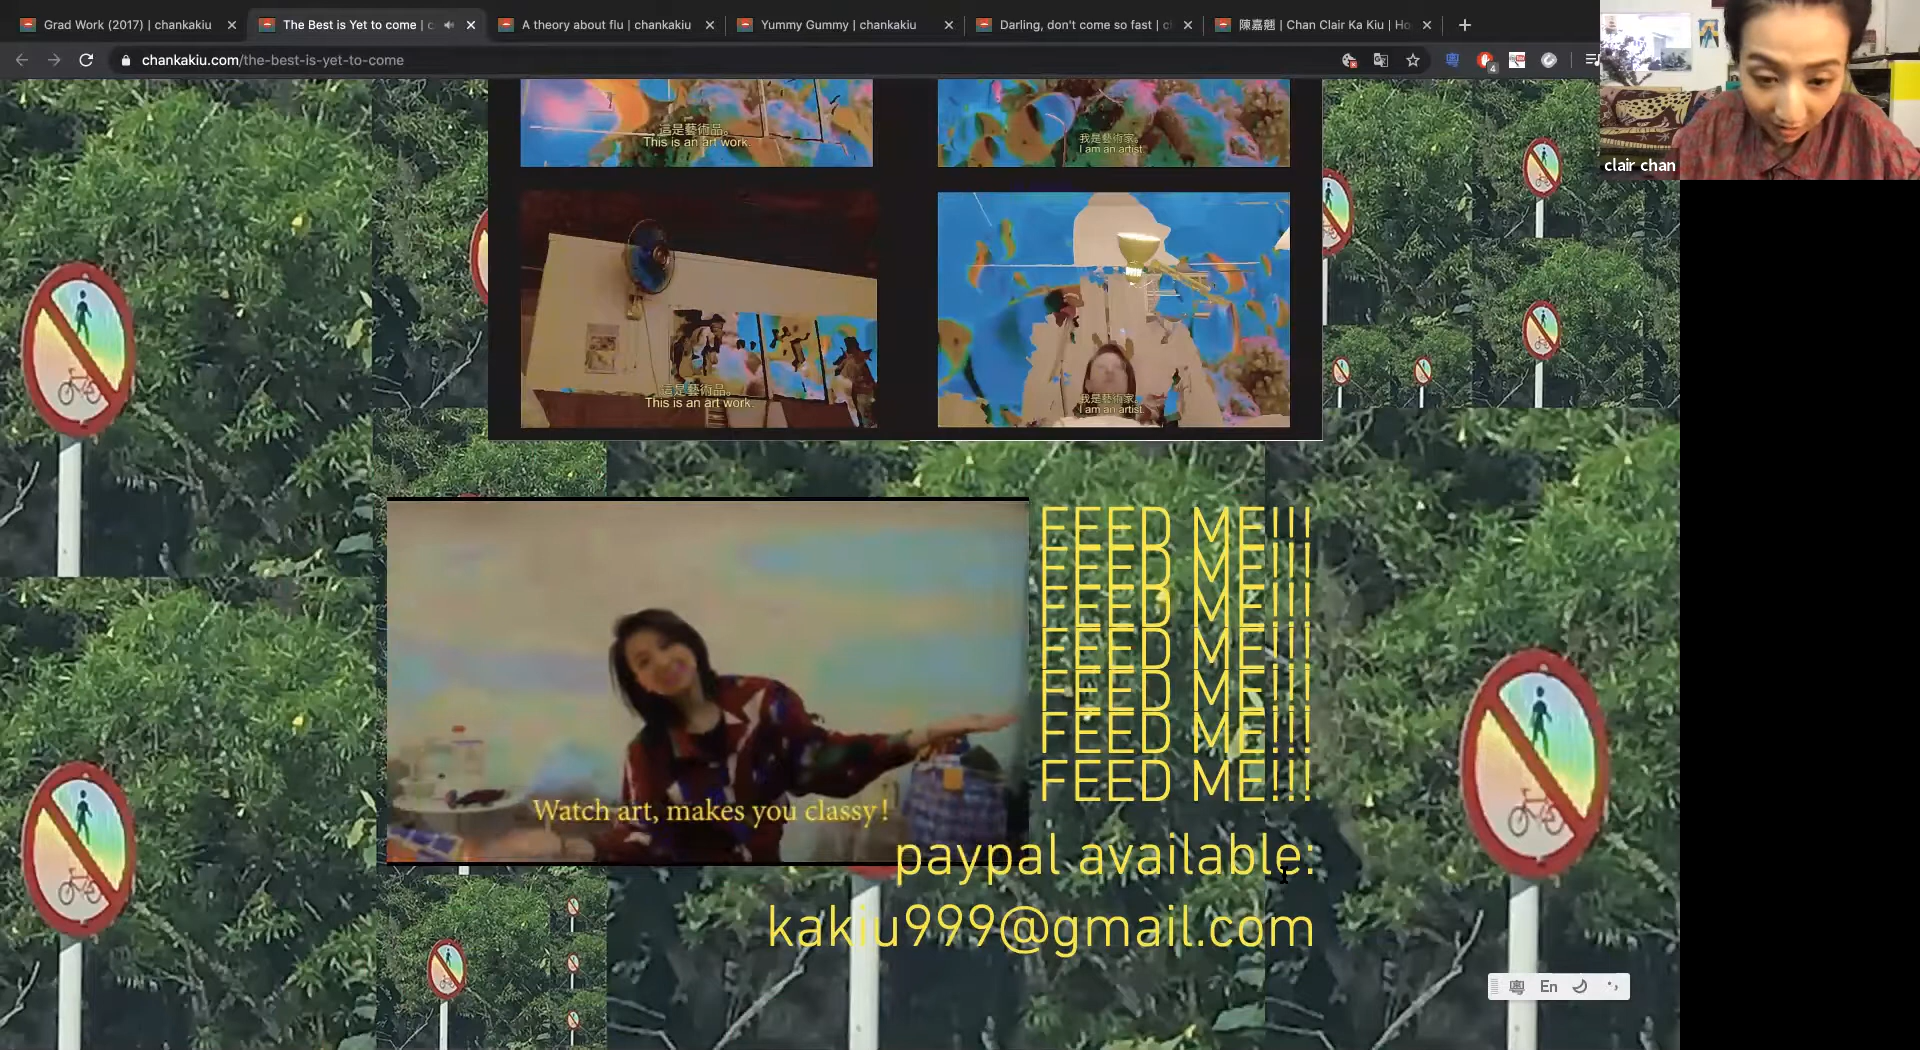 Grad Work (2017) | chankakiu
The Best is Yet to come | c
A theory about flu | chankakiu
Yummy Gummy | chankakiu
Darling, don't come so fast | c
陳嘉翹 | Chan Clair Ka Kiu | Ho
chankakiu.com/the-best-is-yet-to-come
4
clair chan
這是藝術品。
This is an art work.
我是藝術家。
I am an artist.
這是藝術品。
This is an art work.
我是藝術家。
I am an artist.
FEED ME!!!
FEED ME!!!
FEED ME!!!
FEED ME!!!
FEED ME!!!
FEED ME!!!
FEED ME!!!
Watch art, makes you classy!
paypal available:
kakiu999@gmail.com
粵 En